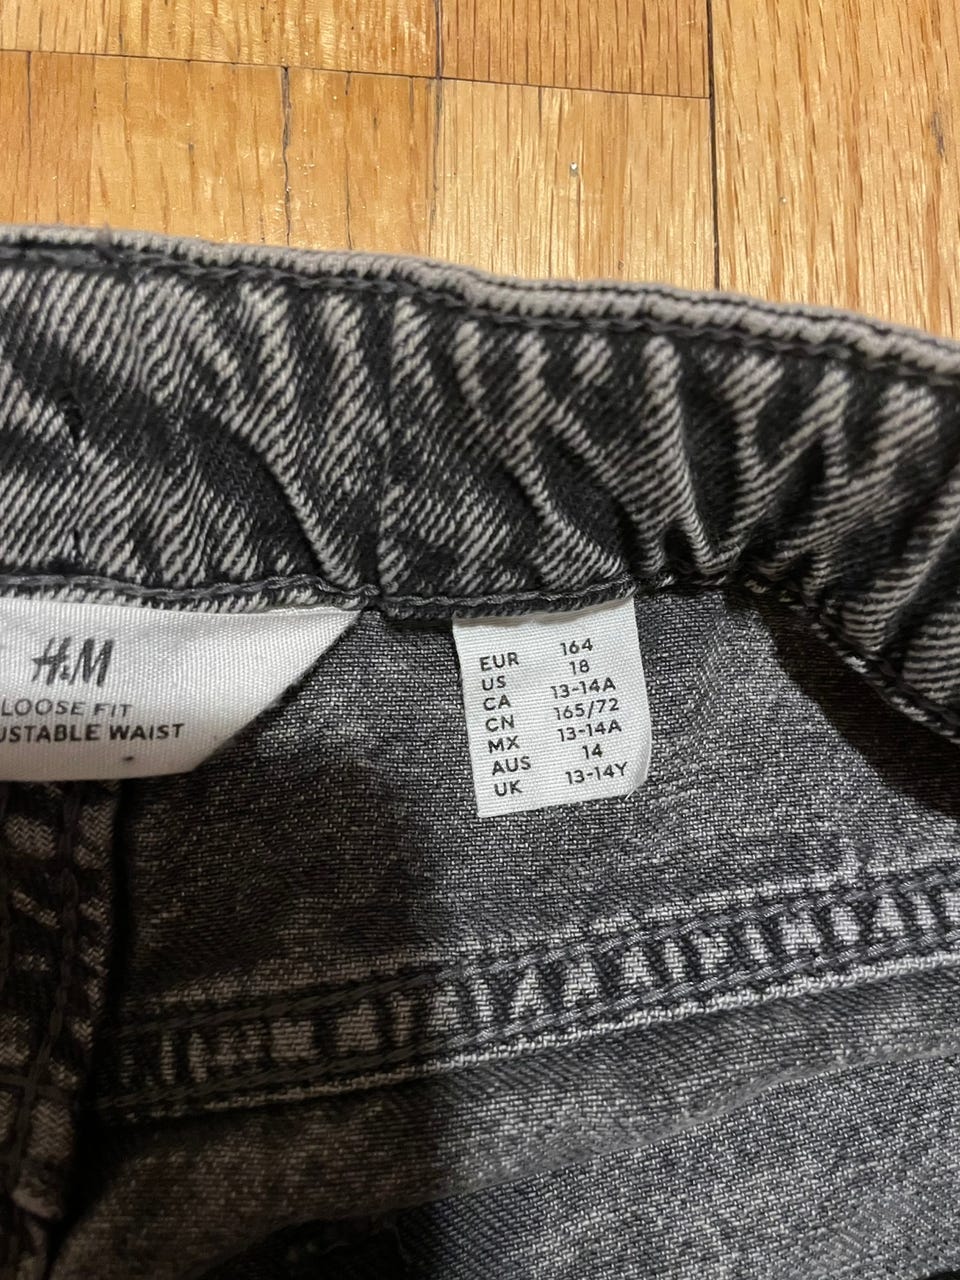 H&M
LOOSE FIT
USTABLE WAIST
EUR 164
US 18
CA 13-14A
CN 165/72
MX 13-14A
AUS 14
UK 13-14Y